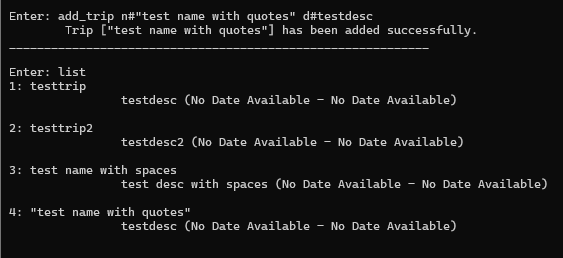 Enter: add_trip n#"test name with quotes" d#testdesc
Trip ["test name with quotes"] has been added successfully.
____________________________________________________________
Enter: list
1: testtrip
testdesc (No Date Available - No Date Available)
2: testtrip2
testdesc2 (No Date Available - No Date Available)
3: test name with spaces
test desc with spaces (No Date Available - No Date Available)
4: "test name with quotes"
testdesc (No Date Available - No Date Available)